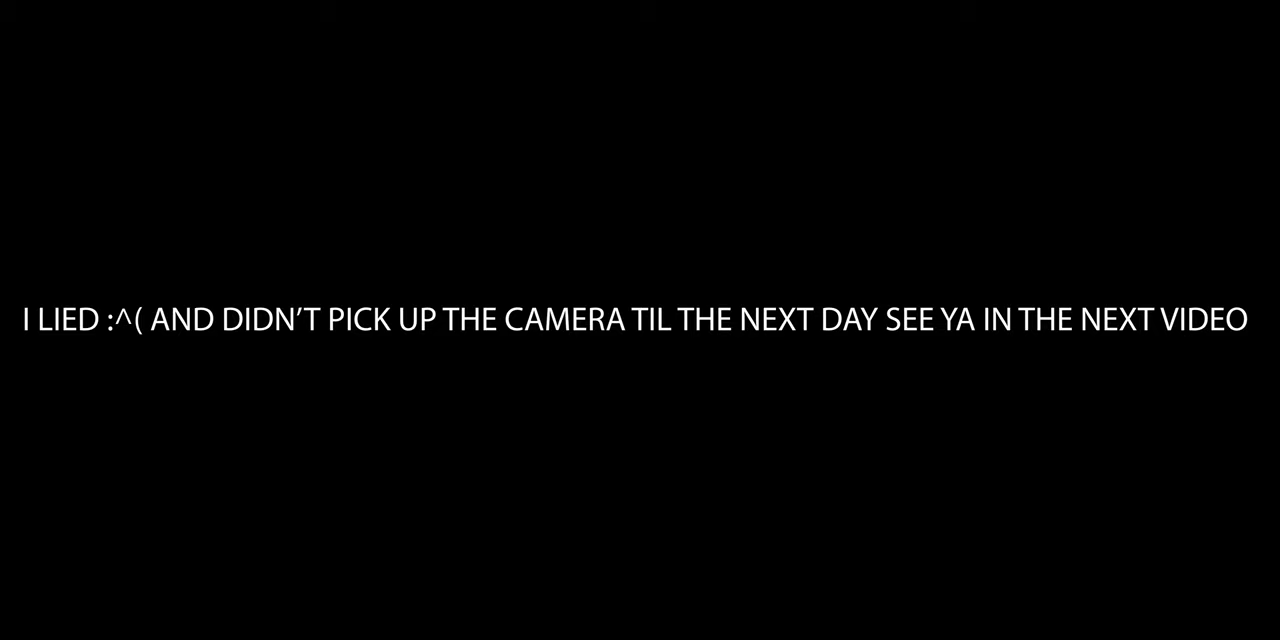 I LIED :^( AND DIDN’T PICK UP THE CAMERA TIL THE NEXT DAY SEE YA IN THE NEXT VIDEO